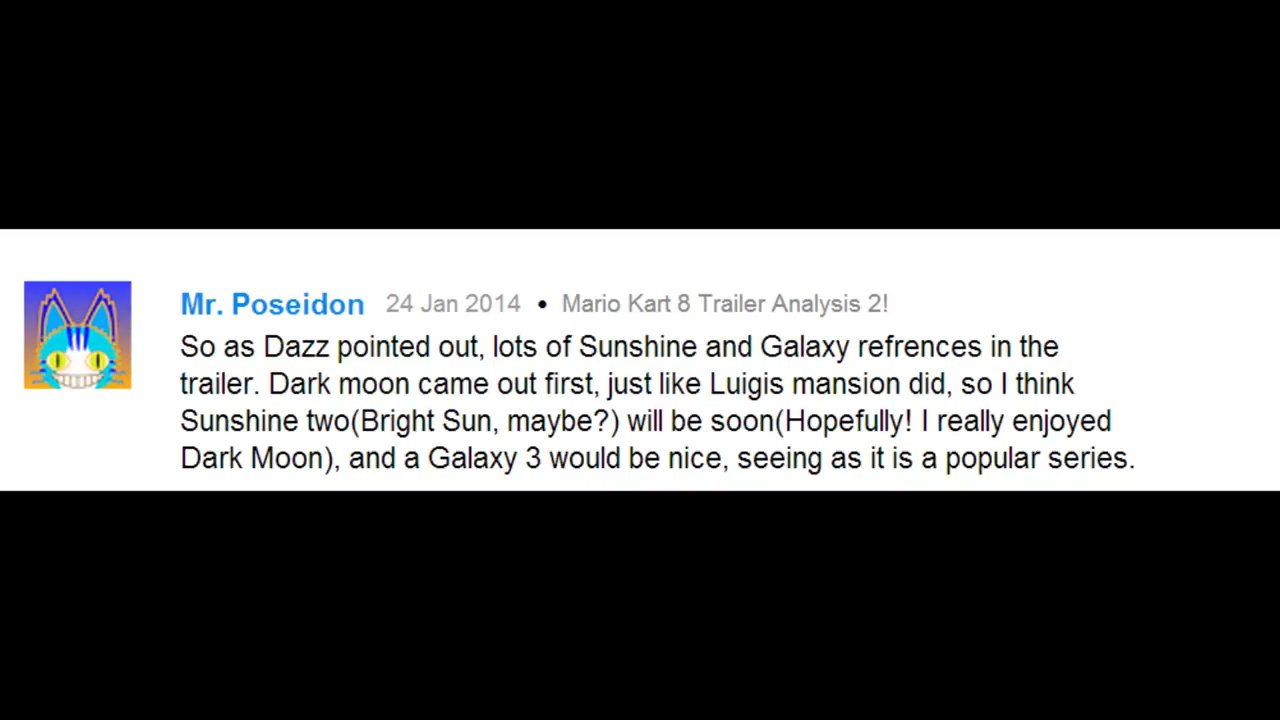 Mr. Poseidon 24 Jan 2014 • Mario Kart 8 Trailer Analysis 2!
So as Dazz pointed out, lots of Sunshine and Galaxy refrences in the
trailer. Dark moon came out first, just like Luigis mansion did, so I think
Sunshine two(Bright Sun, maybe?) will be soon(Hopefully! I really enjoyed
Dark Moon), and a Galaxy 3 would be nice, seeing as it is a popular series.